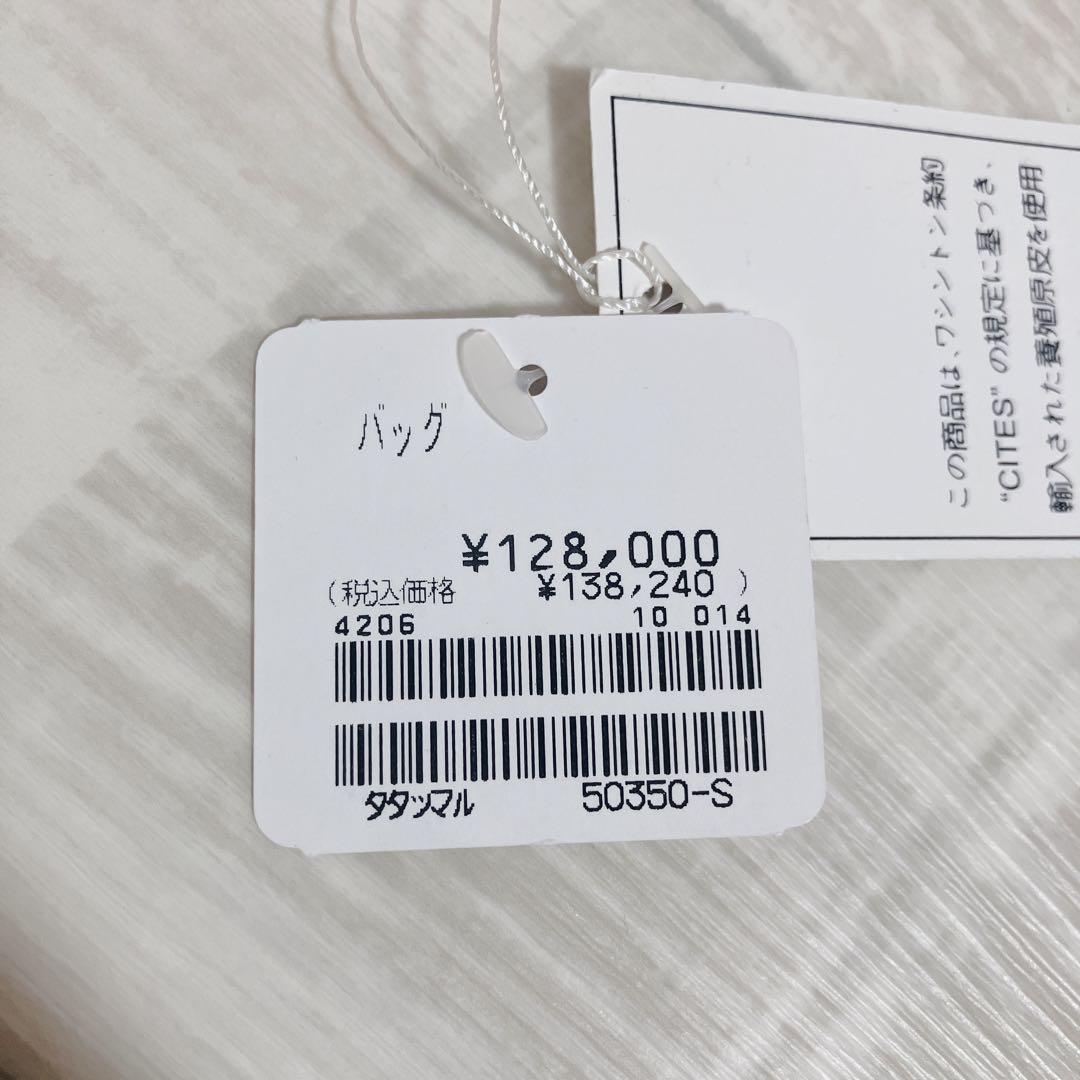 バッグ
¥128,000
(税込価格 ¥138,240 )
4206 10 014
タタッマル 50350-S
この商品は、ワシントン条約
“CITES”の規定に基づき、
輸入された養殖原皮を使用